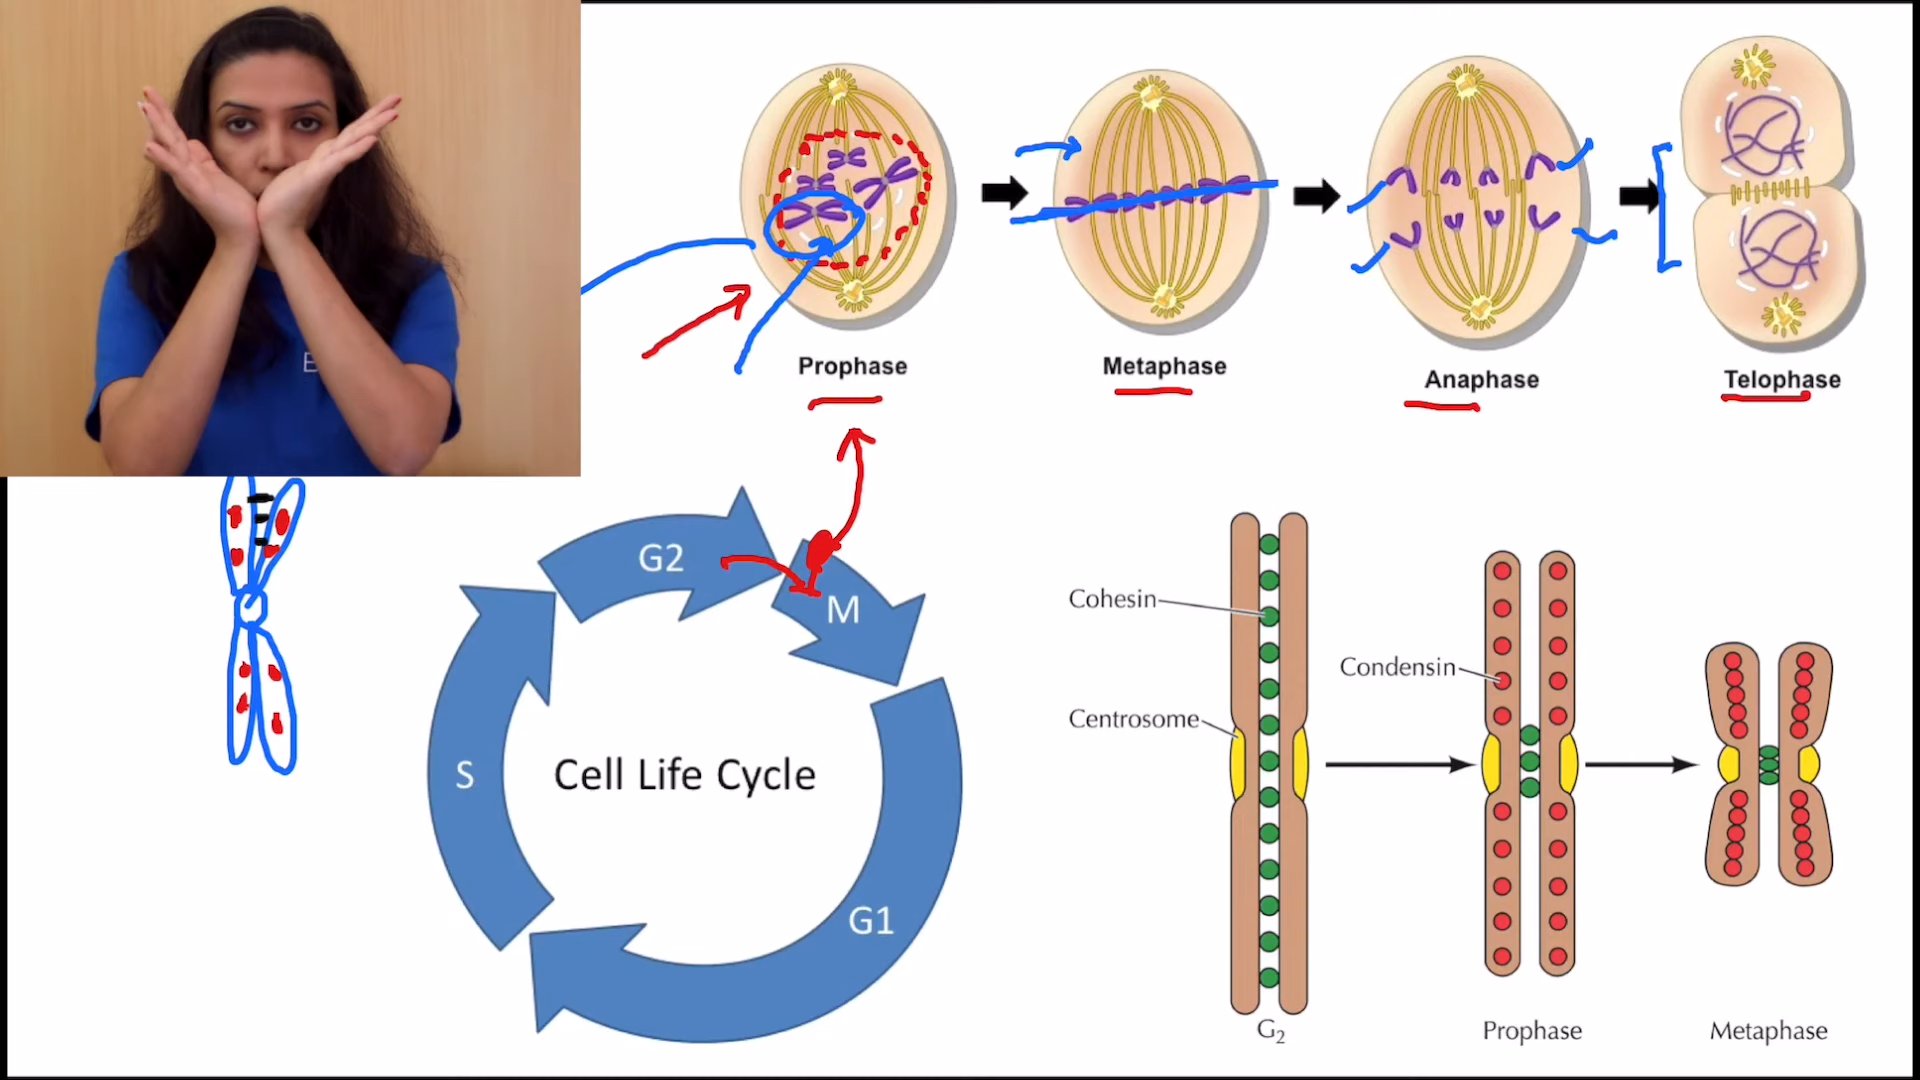 E
Prophase
Metaphase
Anaphase
Telophase
G2
M
S
Cell Life Cycle
G1
Cohesin
Condensin
Centrosome
G₂
Prophase
Metaphase